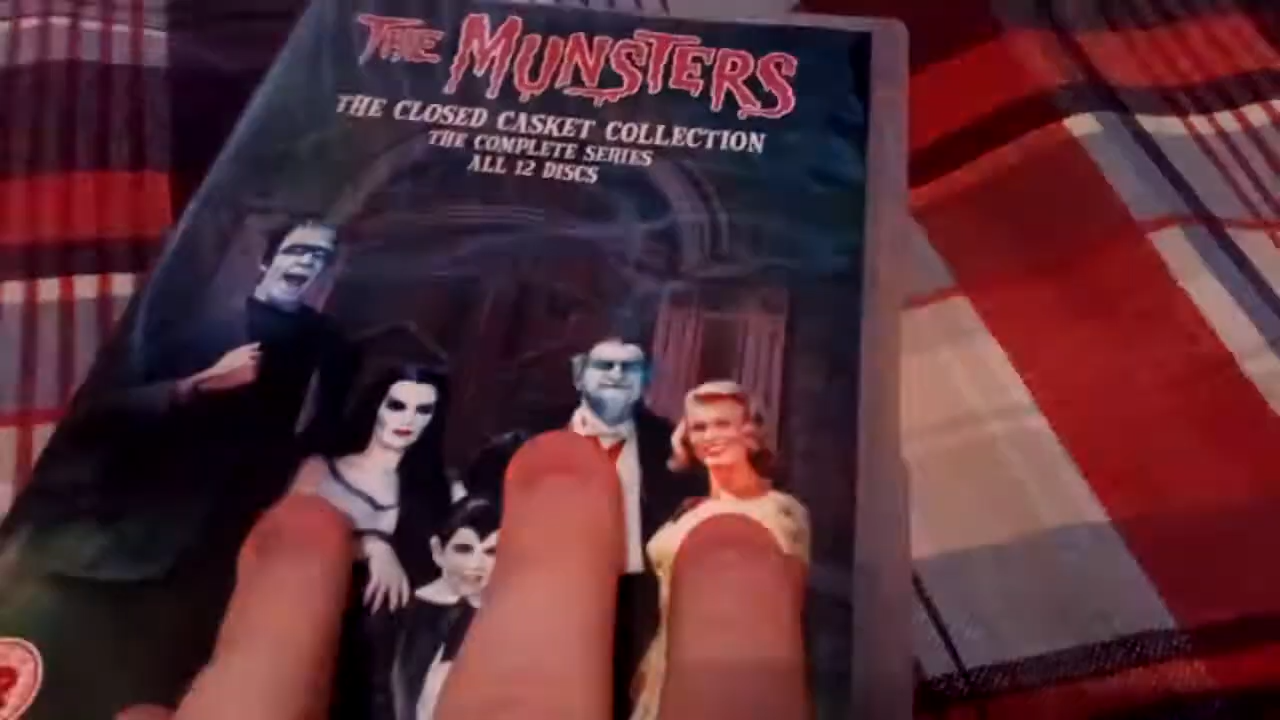 THE MUNSTERS
THE CLOSED CASKET COLLECTION
THE COMPLETE SERIES
ALL 12 DISCS